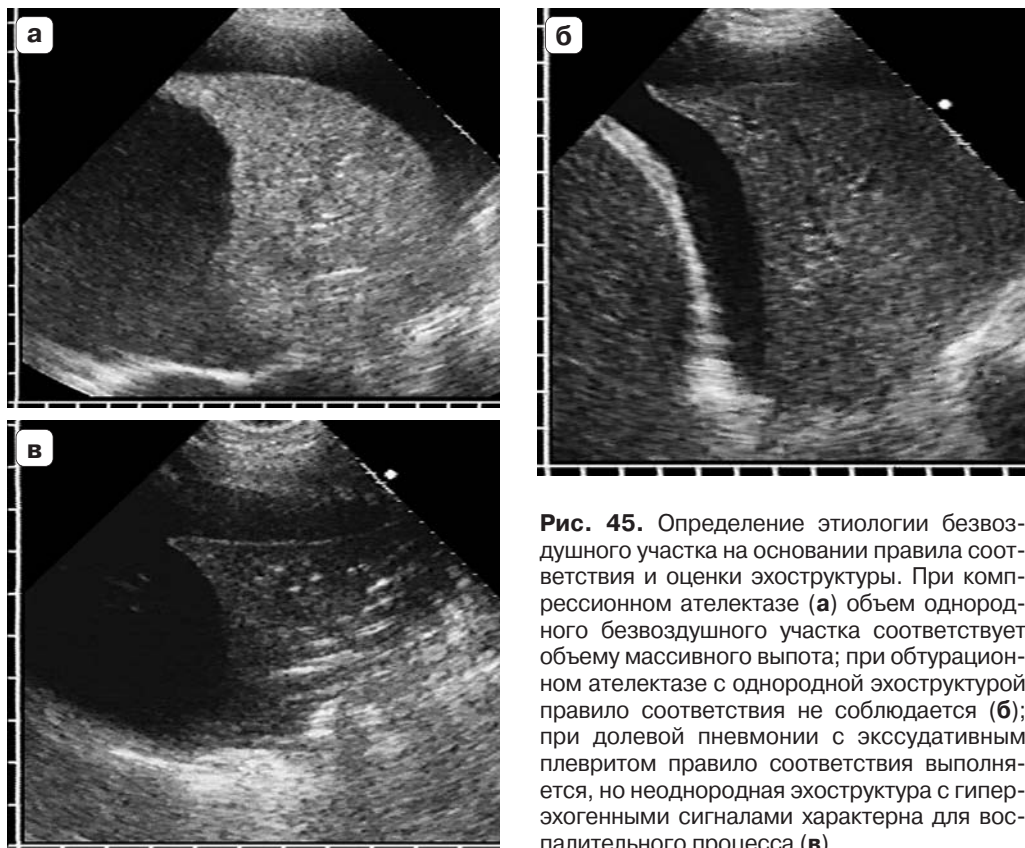 а
б
в
Рис. 45. Определение этиологии безвоз-
душного участка на основании правила соот-
ветствия и оценки эхоструктуры. При комп-
рессионном ателектазе (а) объем однород-
ного безвоздушного участка соответствует
объему массивного выпота; при обтурацион-
ном ателектазе с однородной эхоструктурой
правило соответствия не соблюдается (б);
при долевой пневмонии с экссудативным
плевритом правило соответствия выполня-
ется, но неоднородная эхоструктура с гипер-
эхогенными сигналами характерна для вос-
палительного процесса (в)